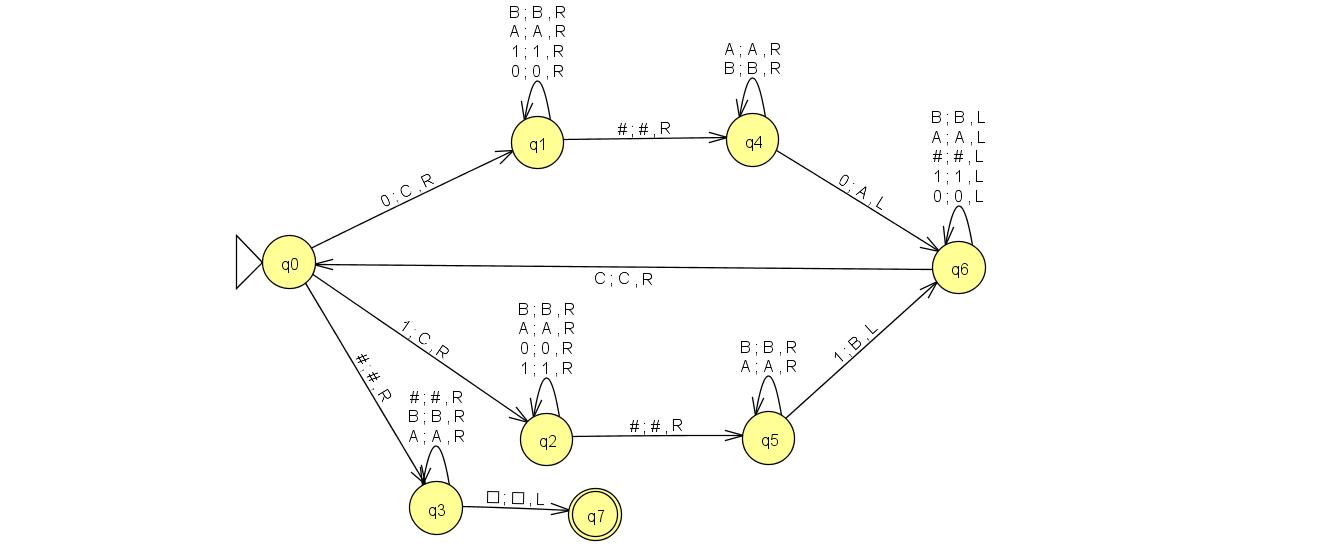 B ; B , R
A ; A , R
1 ; 1 , R
0 ; 0 , R
A ; A , R
B ; B , R
B ; B , L
A ; A , L
# ; # , L
1 ; 1 , L
0 ; 0 , L
q1
# ; # , R
q4
0 ; C , R
0 ; A , L
q0
q6
C ; C , R
B ; B , R
A ; A , R
0 ; 0 , R
1 ; 1 , R
1 ; C , R
1 ; B , L
B ; B , R
A ; A , R
# ; # , R
# ; # , R
B ; B , R
A ; A , R
q2
# ; # , R
q5
q3
□ ; □ , L
q7